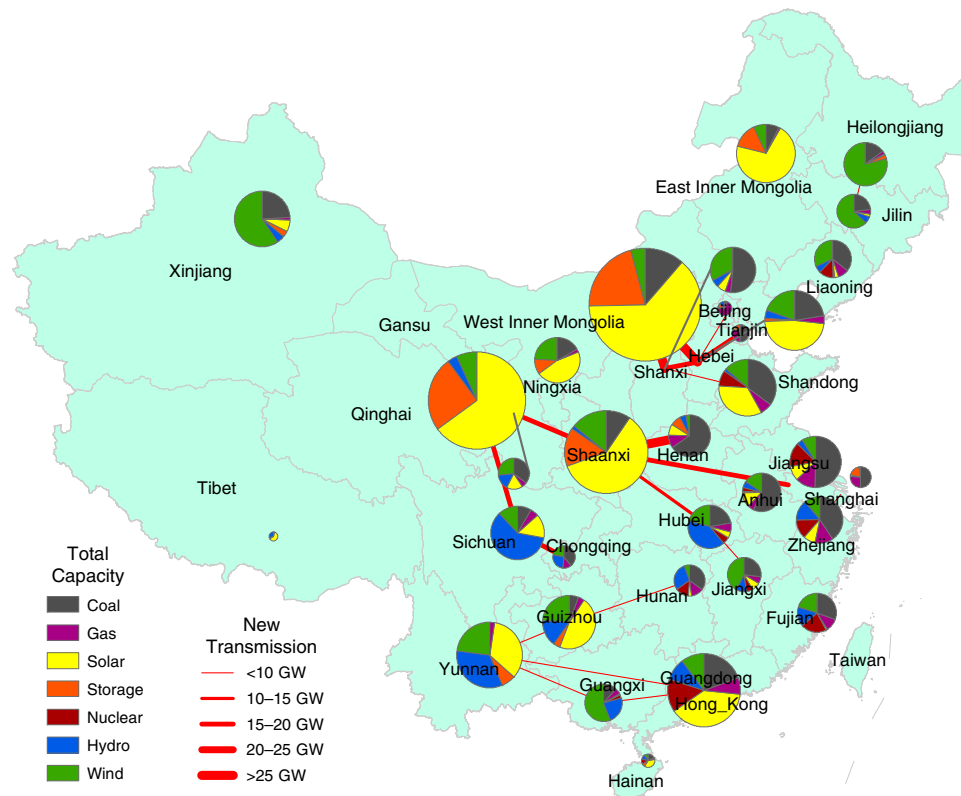 Heilongjiang
East Inner Mongolia
Jilin
Xinjiang
Liaoning
Beijing
Gansu
West Inner Mongolia
Tianjin
Hebei
Shanxi
Ningxia
Shandong
Qinghai
Shaanxi
Henan
Jiangsu
Tibet
Anhui
Shanghai
Hubei
Sichuan
Chongqing
Zhejiang
Hunan
Jiangxi
Guizhou
Fujian
Taiwan
Yunnan
Guangxi
Guangdong
Hong_Kong
Hainan
Total
Capacity
Coal
Gas
Solar
Storage
Nuclear
Hydro
Wind
New
Transmission
<10 GW
10–15 GW
15–20 GW
20–25 GW
>25 GW